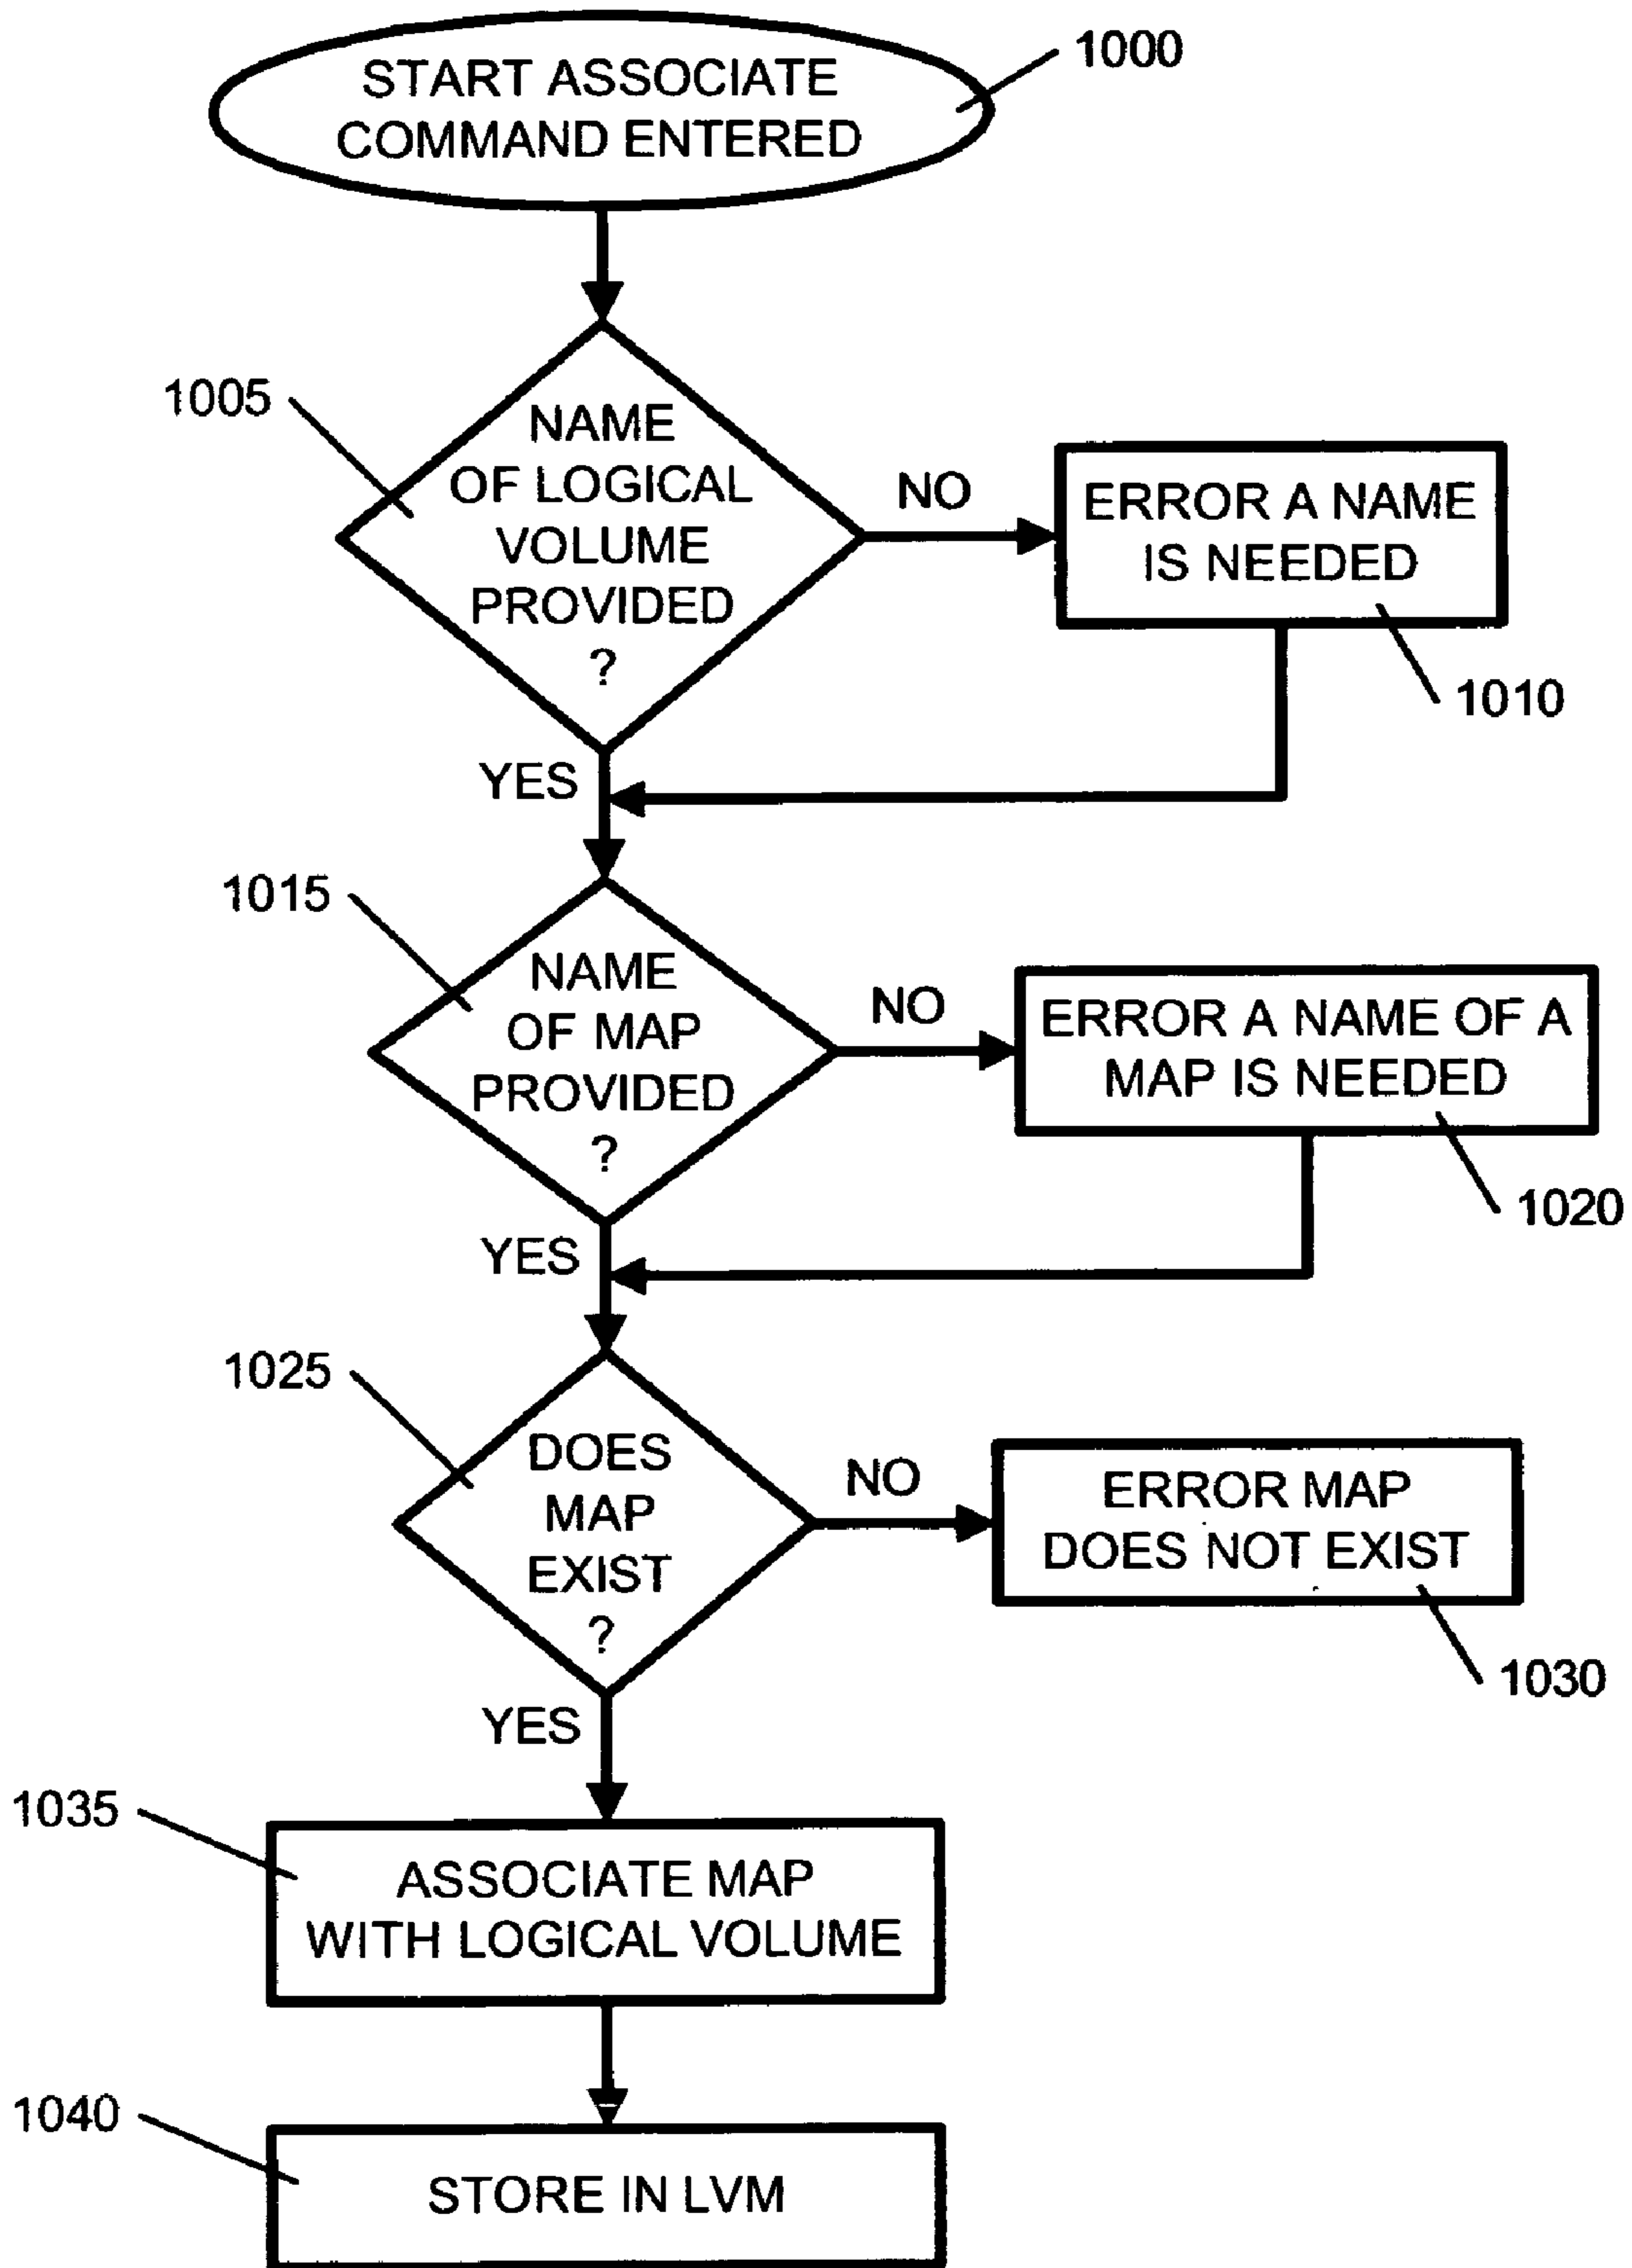 START ASSOCIATE
COMMAND ENTERED
1000
1005
NAME
OF LOGICAL
VOLUME
PROVIDED
?
NO
ERROR A NAME
IS NEEDED
1010
YES
1015
NAME
OF MAP
PROVIDED
?
NO
ERROR A NAME OF A
MAP IS NEEDED
1020
YES
1025
DOES
MAP
EXIST
?
NO
ERROR MAP
DOES NOT EXIST
1030
YES
1035
ASSOCIATE MAP
WITH LOGICAL VOLUME
1040
STORE IN LVM